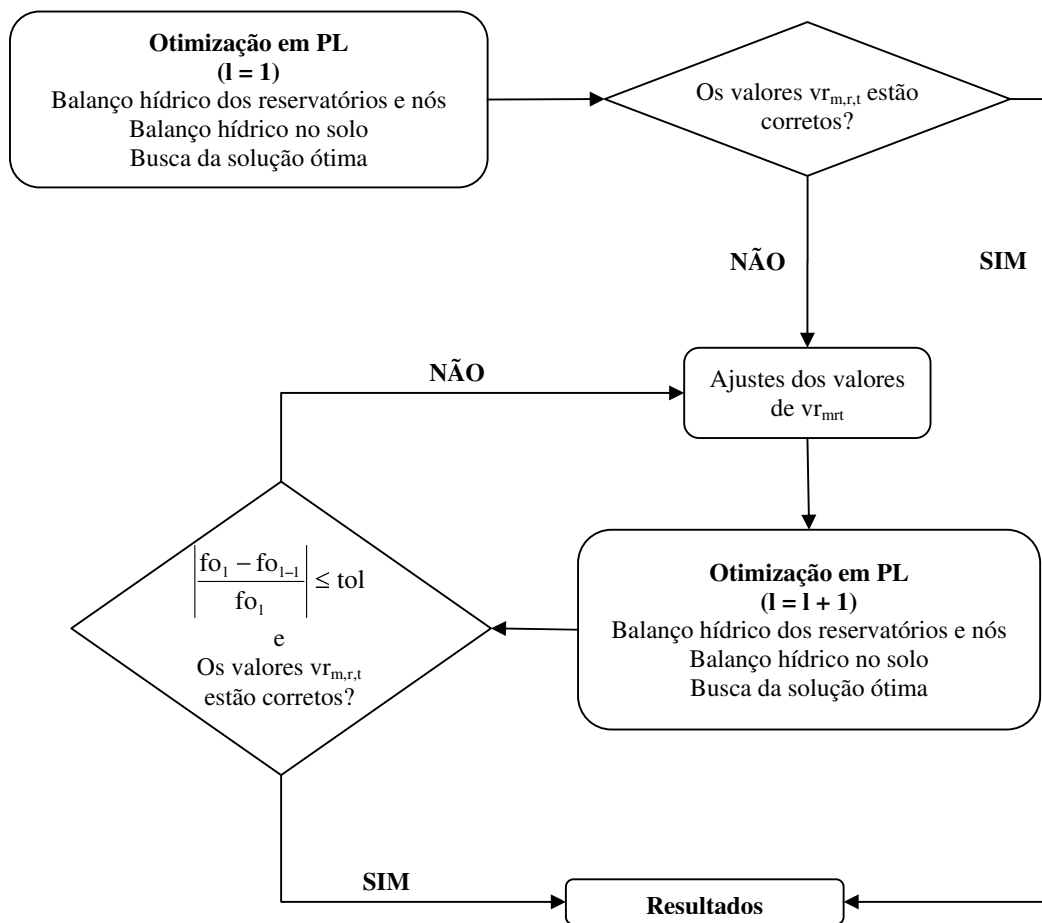 Otimização em PL
(l = 1)
Balanço hídrico dos reservatórios e nós
Balanço hídrico no solo
Busca da solução ótima
Os valores vr_{m,r,t} estão
corretos?
NÃO
SIM
Ajustes dos valores
de vr_{mrt}
NÃO
Otimização em PL
(l = l + 1)
Balanço hídrico dos reservatórios e nós
Balanço hídrico no solo
Busca da solução ótima
|(fo_l − fo_{l−1}) / fo_l| ≤ tol
e
Os valores vr_{m,r,t}
estão corretos?
SIM
Resultados